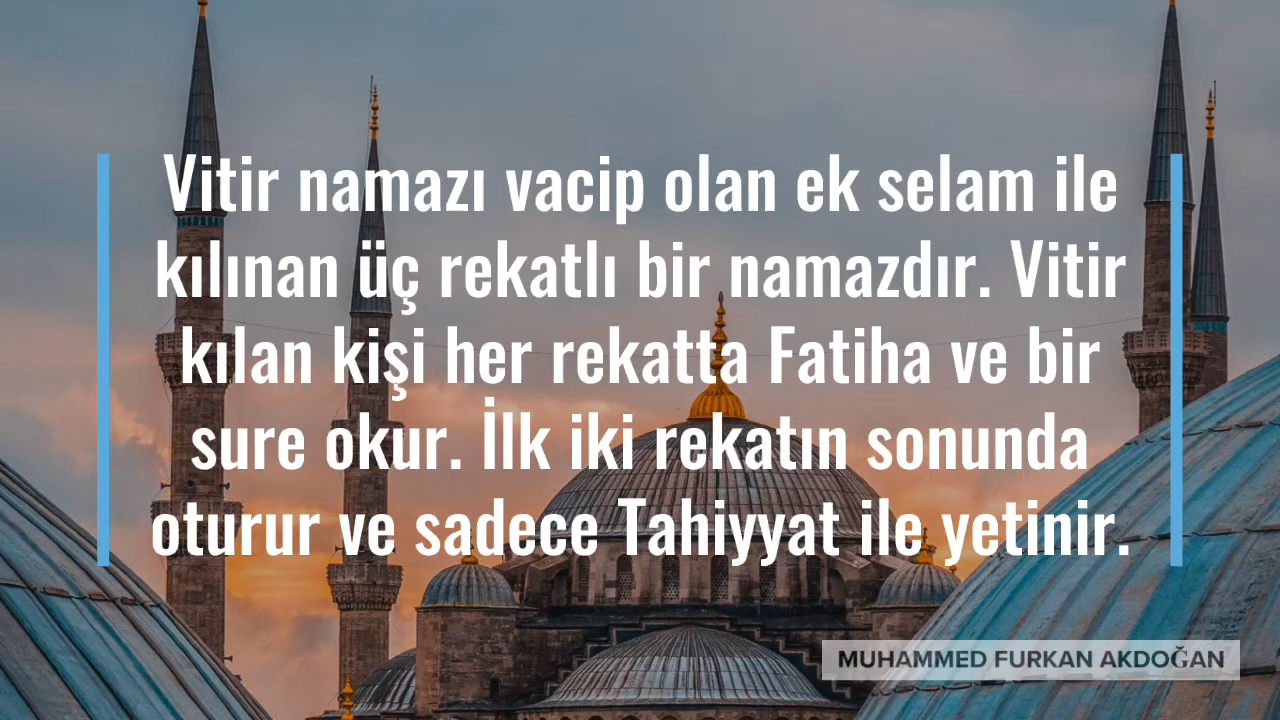 Vitir namazı vacip olan ek selam ile
kılınan üç rekatlı bir namazdır. Vitir
kılan kişi her rekatta Fatiha ve bir
sure okur. İlk iki rekatın sonunda
oturur ve sadece Tahiyyat ile yetinir.
MUHAMMED FURKAN AKDOĞAN